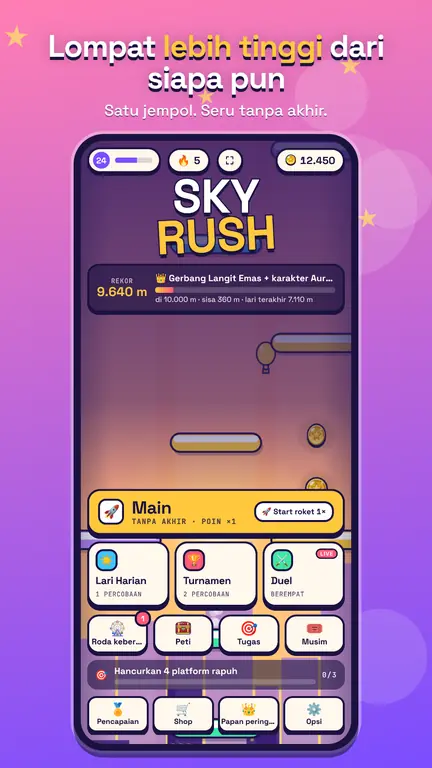 Lompat lebih tinggi dari
siapa pun
Satu jempol. Seru tanpa akhir.
24
5
12.450
SKY
RUSH
REKOR
9.640 m
Gerbang Langit Emas + karakter Aur...
di 10.000 m · sisa 360 m · lari terakhir 7.110 m
Main
TANPA AKHIR · POIN ×1
Start roket 1×
LIVE
Lari Harian
Turnamen
Duel
1 PERCOBAAN
2 PERCOBAAN
BEREMPAT
1
Roda keber...
Peti
Tugas
Musim
Hancurkan 4 platform rapuh
0/3
Pencapaian
Shop
Papan pering...
Opsi